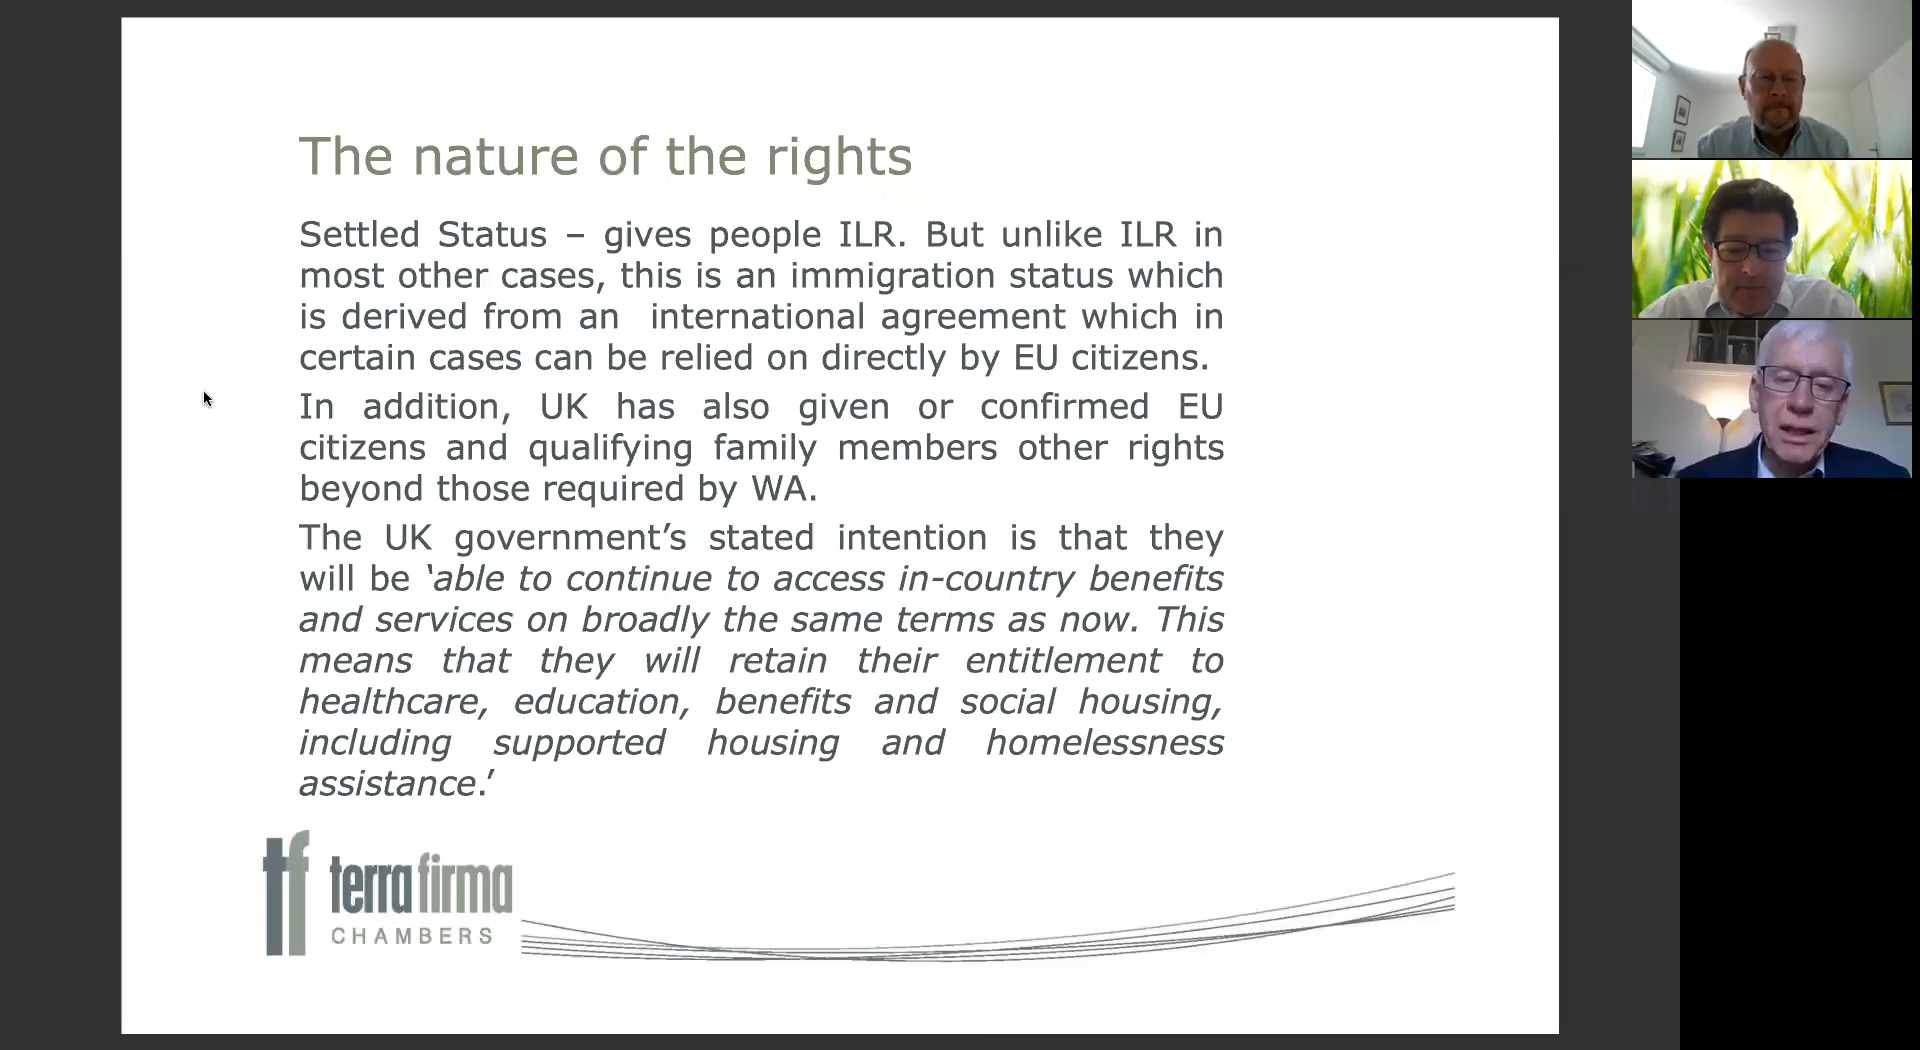 The nature of the rights
Settled Status – gives people ILR. But unlike ILR in
most other cases, this is an immigration status which
is derived from an  international agreement which in
certain cases can be relied on directly by EU citizens.
In addition, UK has also given or confirmed EU
citizens and qualifying family members other rights
beyond those required by WA.
The UK government’s stated intention is that they
will be ‘able to continue to access in-country benefits
and services on broadly the same terms as now. This
means that they will retain their entitlement to
healthcare, education, benefits and social housing,
including supported housing and homelessness
assistance.’
tf terra firma
CHAMBERS